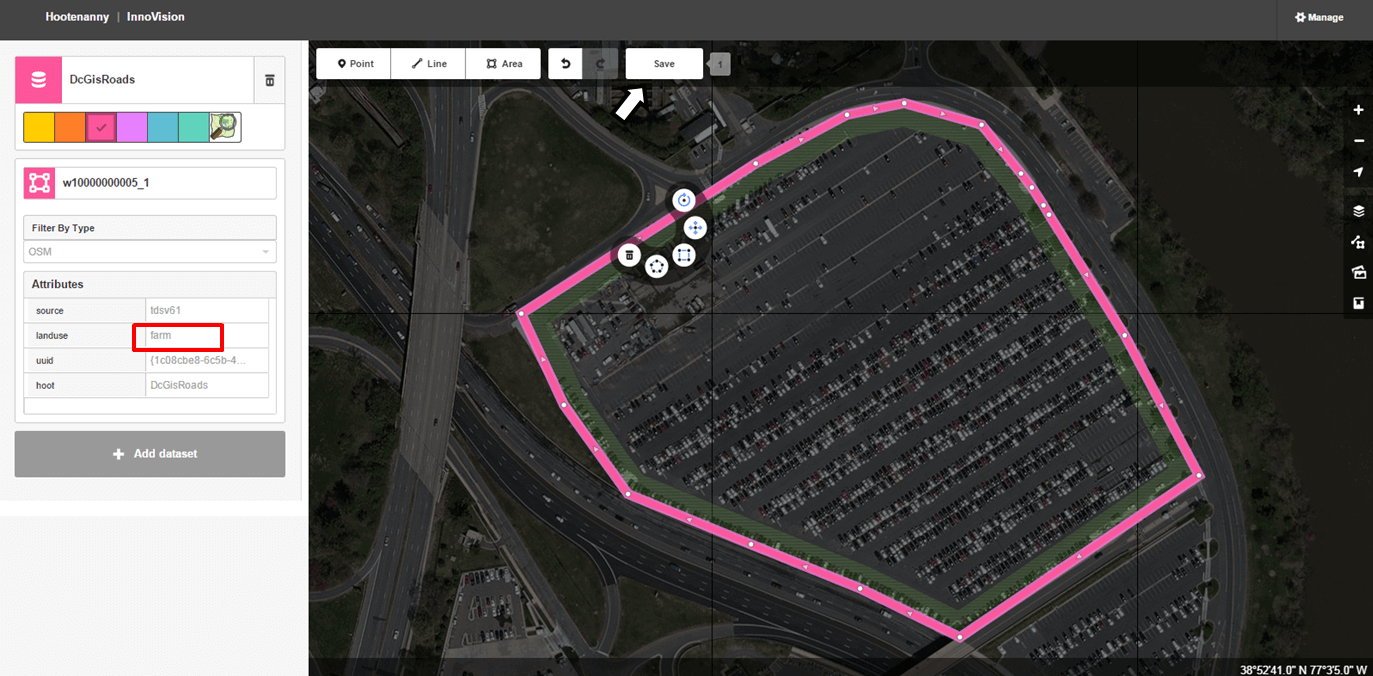 Hootenanny | InnoVision
Manage
DcGisRoads
Point
Line
Area
Save
1
w10000000005_1
Filter By Type
OSM
Attributes
source tdsv61
landuse farm
uuid {1c08cbe8-6c5b-4...
hoot DcGisRoads
Add dataset
38°52'41.0" N 77°3'5.0" W